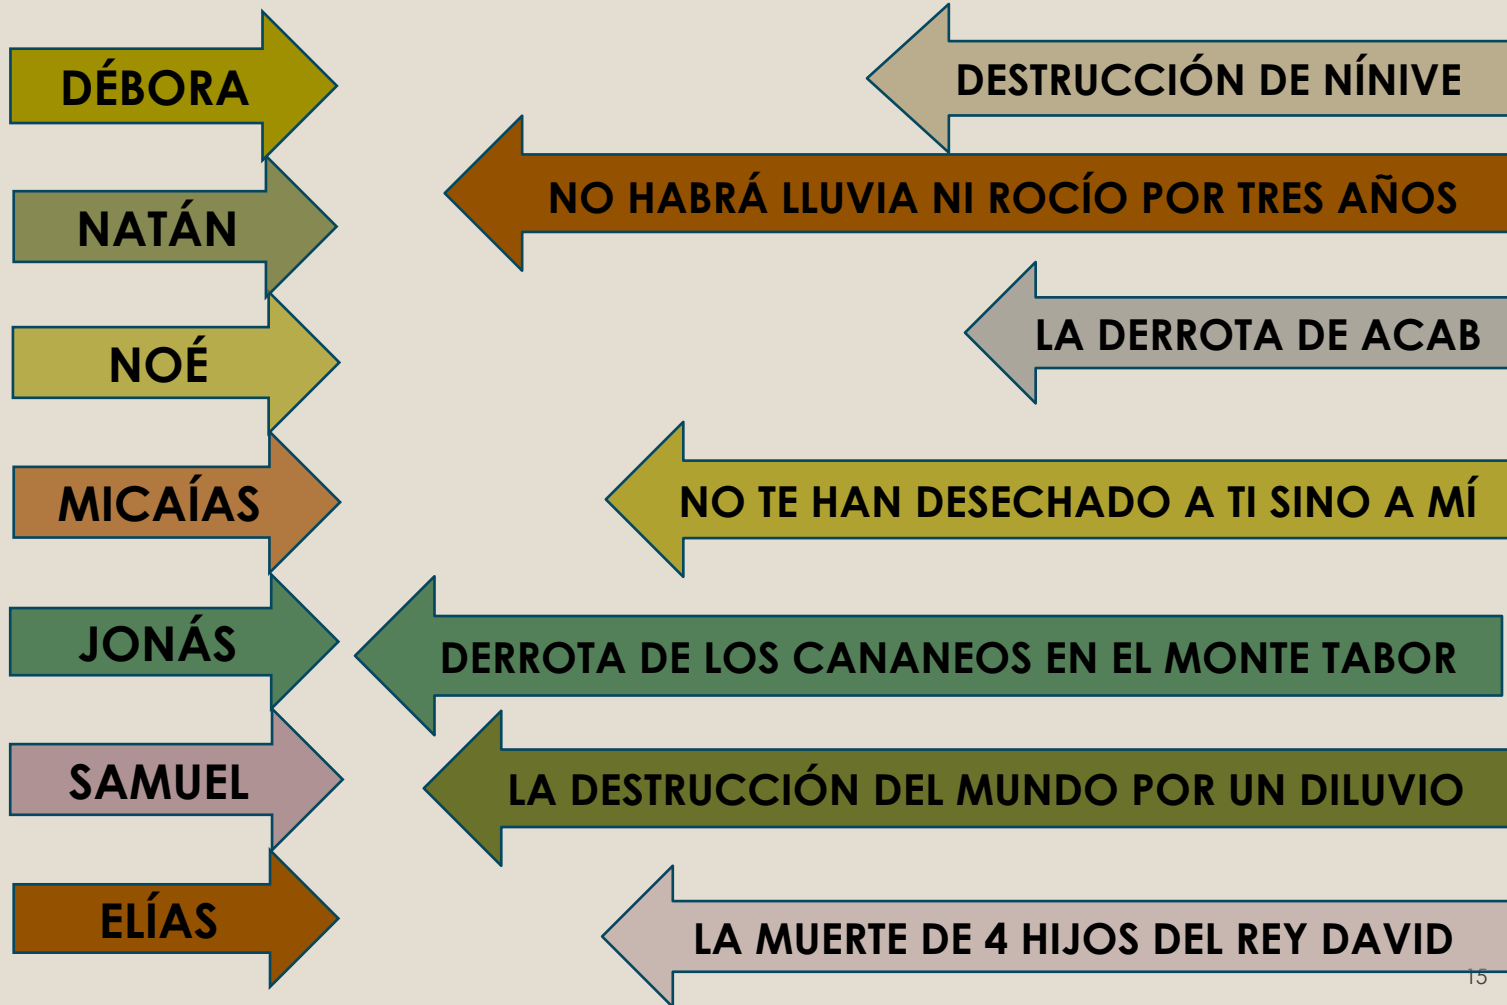 DÉBORA
NATÁN
NOÉ
MICAÍAS
JONÁS
SAMUEL
ELÍAS
DESTRUCCIÓN DE NÍNIVE
NO HABRÁ LLUVIA NI ROCÍO POR TRES AÑOS
LA DERROTA DE ACAB
NO TE HAN DESECHADO A TI SINO A MÍ
DERROTA DE LOS CANANEOS EN EL MONTE TABOR
LA DESTRUCCIÓN DEL MUNDO POR UN DILUVIO
LA MUERTE DE 4 HIJOS DEL REY DAVID
15